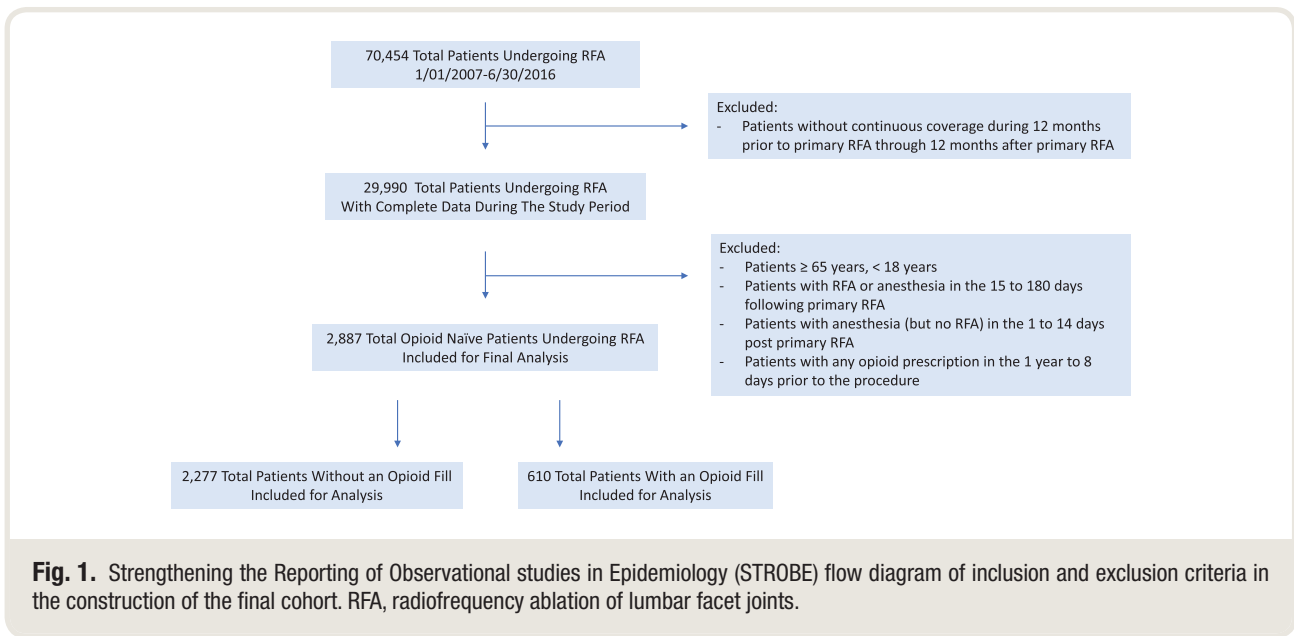 70,454 Total Patients Undergoing RFA
1/01/2007-6/30/2016
Excluded:
- Patients without continuous coverage during 12 months
prior to primary RFA through 12 months after primary RFA
29,990 Total Patients Undergoing RFA
With Complete Data During The Study Period
Excluded:
- Patients ≥ 65 years, < 18 years
- Patients with RFA or anesthesia in the 15 to 180 days
following primary RFA
- Patients with anesthesia (but no RFA) in the 1 to 14 days
post primary RFA
- Patients with any opioid prescription in the 1 year to 8
days prior to the procedure
2,887 Total Opioid Naïve Patients Undergoing RFA
Included for Final Analysis
2,277 Total Patients Without an Opioid Fill
Included for Analysis
610 Total Patients With an Opioid Fill
Included for Analysis
Fig. 1. Strengthening the Reporting of Observational studies in Epidemiology (STROBE) flow diagram of inclusion and exclusion criteria in
the construction of the final cohort. RFA, radiofrequency ablation of lumbar facet joints.